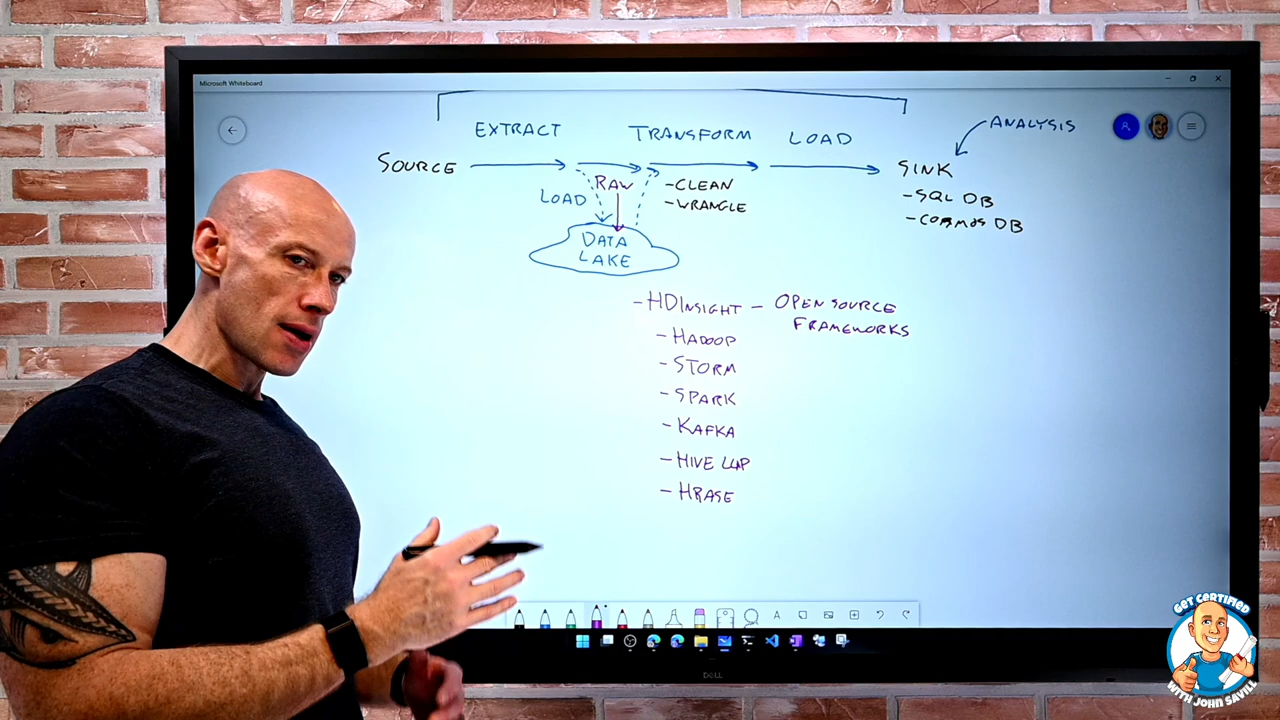 Microsoft Whiteboard
EXTRACT
TRANSFORM
LOAD
ANALYSIS
SOURCE
SINK
RAW
- CLEAN
- WRANGLE
LOAD
- SQL DB
- COSMOS DB
DATA
LAKE
- HDINSIGHT - OPEN SOURCE
FRAMEWORKS
- HADOOP
- STORM
- SPARK
- KAFKA
- HIVE LLAP
- HBASE
A
DELL
GET CERTIFIED
WITH JOHN SAVILL